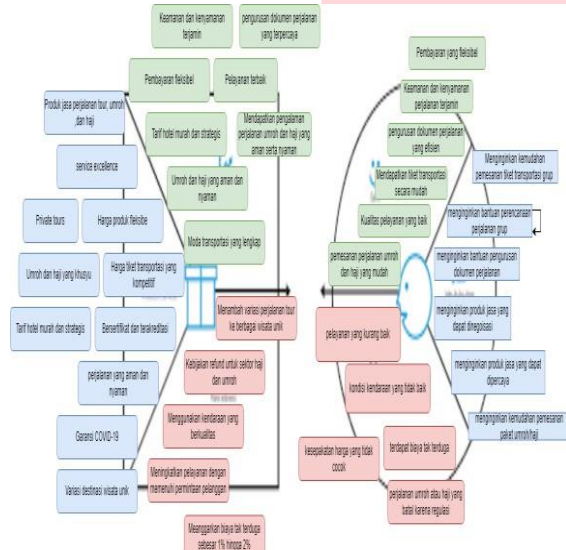 Keamanan dan kenyamanan
terjamin
pengurusan dokumen perjalanan
yang terpercaya
Pembayaran fleksibel
Pelayanan terbaik
Produk jasa perjalanan tour, umroh
,dan haji
Tarif hotel murah dan strategis
Mendapatkan pengalaman
perjalanan umroh dan haji yang
aman serta nyaman
service excellence
Umroh dan haji yang aman dan
nyaman
Private tours
Harga produk fleksibe
Moda transportasi yang lengkap
Umroh dan haji yang khusyu
Harga tiket transportasi yang
kompetitif
Menambah variasi perjalanan tour
ke berbagai wisata unik
Tarif hotel murah dan strategis
Bersertifikat dan terakreditasi
Kebijakan refund untuk sektor haji
dan umroh
perjalanan yang aman dan
nyaman
Menggunakan kendaraan yang
berkualitas
Garansi COVID-19
Variasi destinasi wisata unik
Meningkatkan pelayanan dengan
memenuhi permintaan pelanggan
Meanggarkan biaya tak terduga
sebesar 1% hingga 2%
Pembayaran yang fleksibel
Keamanan dan kenyamanan
perjalanan terjamin
pengurusan dokumen perjalanan
yang efisien
Mendapatkan tiket transportasi
secara mudah
Kualitas pelayanan yang baik
pemesanan perjalanan umroh
dan haji yang mudah
Menginginkan kemudahan
pemesanan tiket transportasi grup
menginginkan bantuan perencanaan
perjalanan grup
menginginkan bantuan pengurusan
dokumen perjalanan
menginginkan produk jasa yang
dapat dinegoisasi
menginginkan produk jasa yang dapat
dipercaya
menginginkan kemudahan pemesanan
paket umroh/haji
pelayanan yang kurang baik
kondisi kendaraan yang tidak baik
kesepakatan harga yang tidak
cocok
terdapat biaya tak terduga
perjalanan umroh atau haji yang
batal karena regulasi